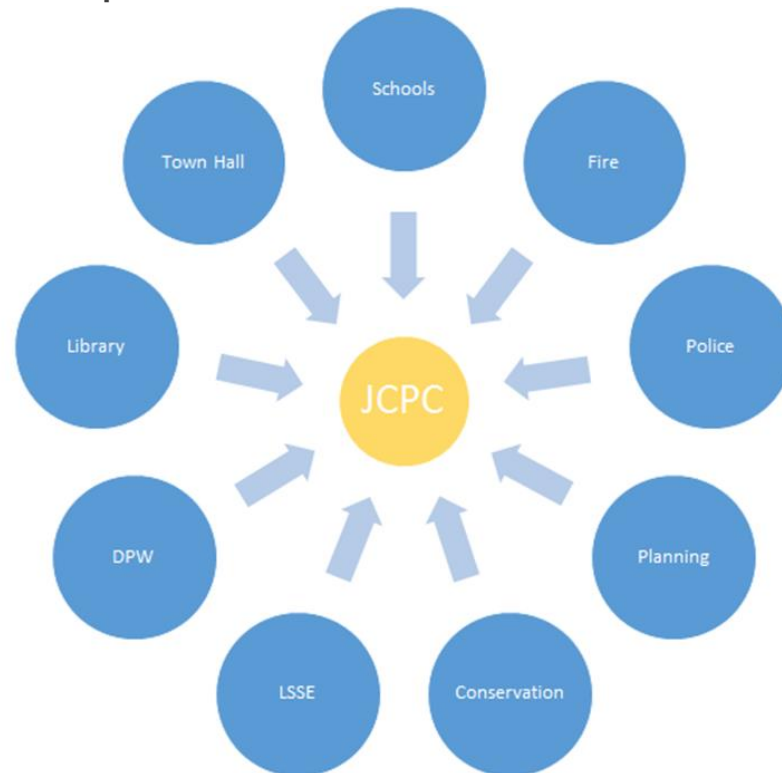 Schools
Town Hall
Fire
Library
Police
JCPC
DPW
Planning
LSSE
Conservation